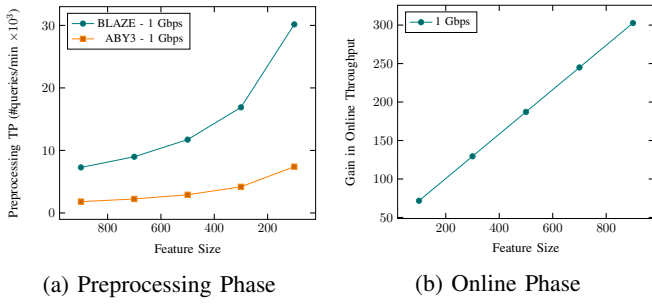 BLAZE - 1 Gbps
ABY3 - 1 Gbps
Preprocessing TP (#queries/min ×10³)
30
20
10
0
800 600 400 200
Feature Size
(a) Preprocessing Phase
1 Gbps
Gain in Online Throughput
300
250
200
150
100
50
200 400 600 800
Feature Size
(b) Online Phase